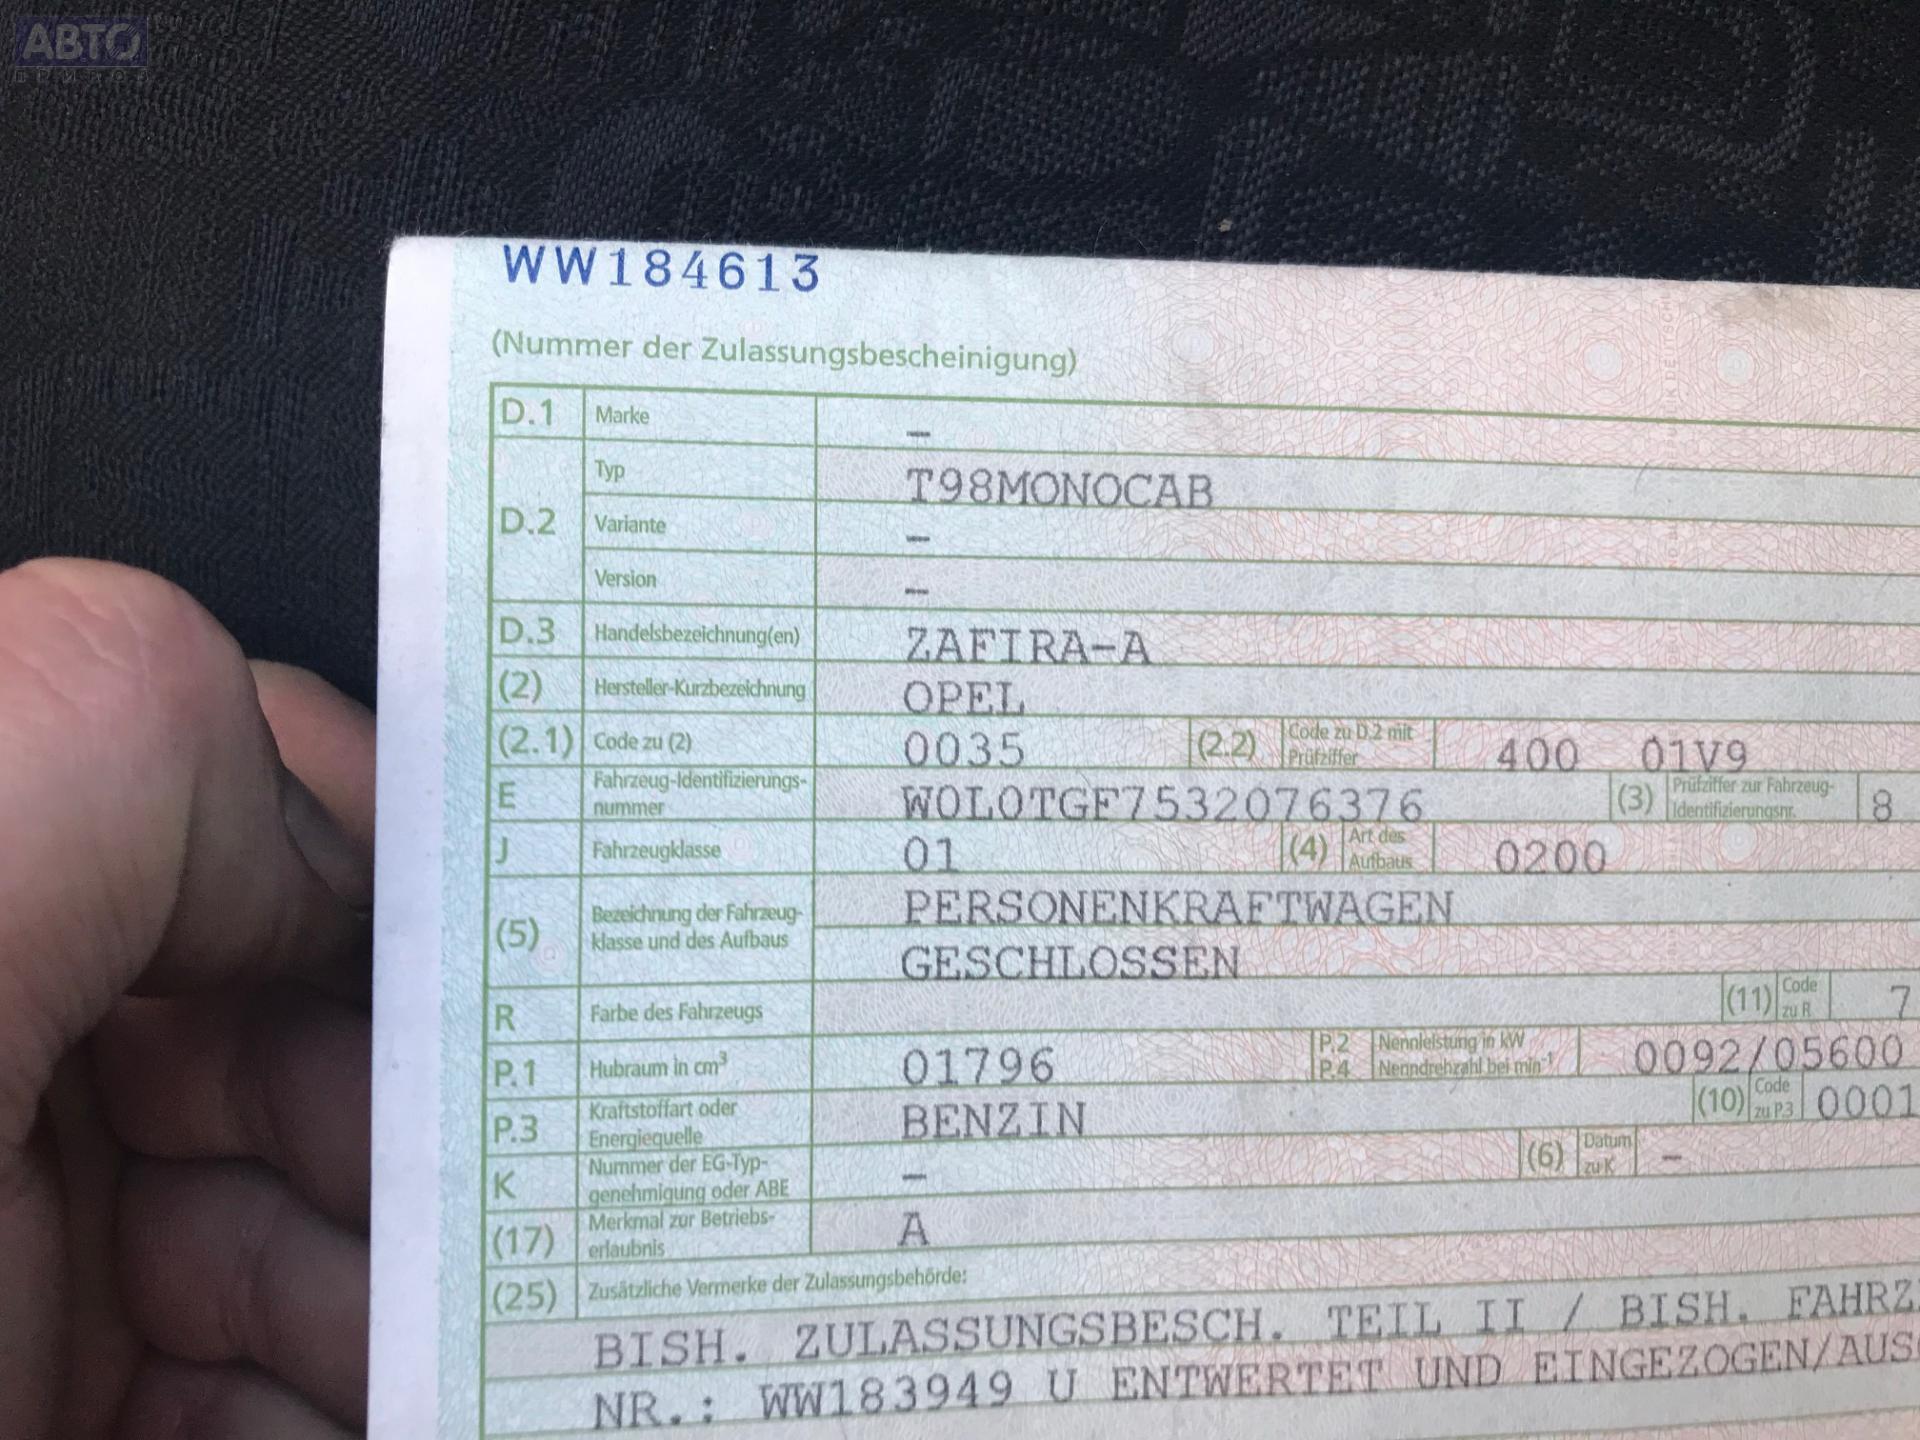 АВТО
ПРИВОЗ
WW184613
(Nummer der Zulassungsbescheinigung)
D.1 Marke –
D.2 Typ T98MONOCAB
Variante –
Version –
D.3 Handelsbezeichnung(en) ZAFIRA-A
(2) Hersteller-Kurzbezeichnung OPEL
(2.1) Code zu (2) 0035 (2.2) Code zu D.2 mit Prüfziffer 400 01V9
E Fahrzeug-Identifizierungs-nummer W0L0TGF7532076376 (3) Prüfziffer zur Fahrzeug-Identifizierungsnr. 8
J Fahrzeugklasse 01 (4) Art des Aufbaus 0200
(5) Bezeichnung der Fahrzeug-klasse und des Aufbaus PERSONENKRAFTWAGEN
GESCHLOSSEN
R Farbe des Fahrzeugs (11) Code zu R 7
P.1 Hubraum in cm³ 01796 P.2 P.4 Nennleistung in kW Nenndrehzahl bei min⁻¹ 0092/05600
P.3 Kraftstoffart oder Energiequelle BENZIN (10) Code zu P.3 0001
K Nummer der EG-Typ-genehmigung oder ABE – (6) Datum zu K –
(17) Merkmal zur Betriebs-erlaubnis A
(25) Zusätzliche Vermerke der Zulassungsbehörde:
BISH. ZULASSUNGSBESCH. TEIL II / BISH. FAHRZ
NR.: WW183949 U ENTWERTET UND EINGEZOGEN/AUS